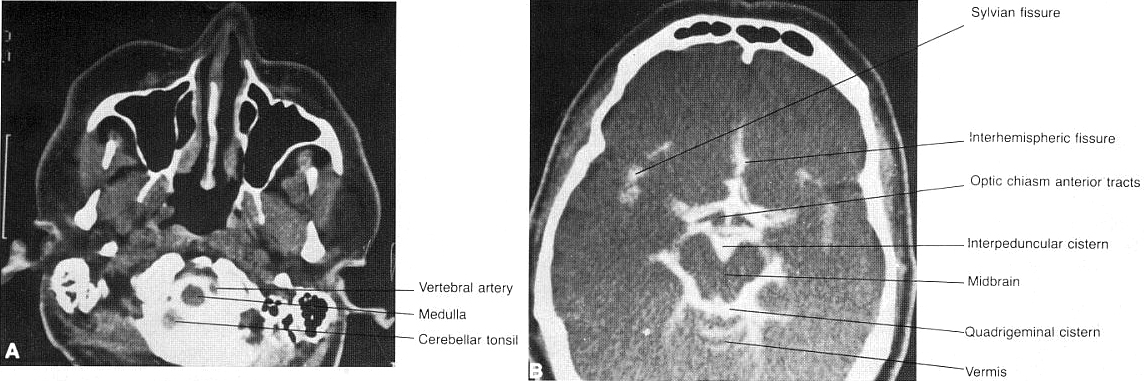 Vertebral artery
Medulla
Cerebellar tonsil
A
Sylvian fissure
Interhemispheric fissure
Optic chiasm anterior tracts
Interpeduncular cistern
Midbrain
Quadrigeminal cistern
Vermis
B